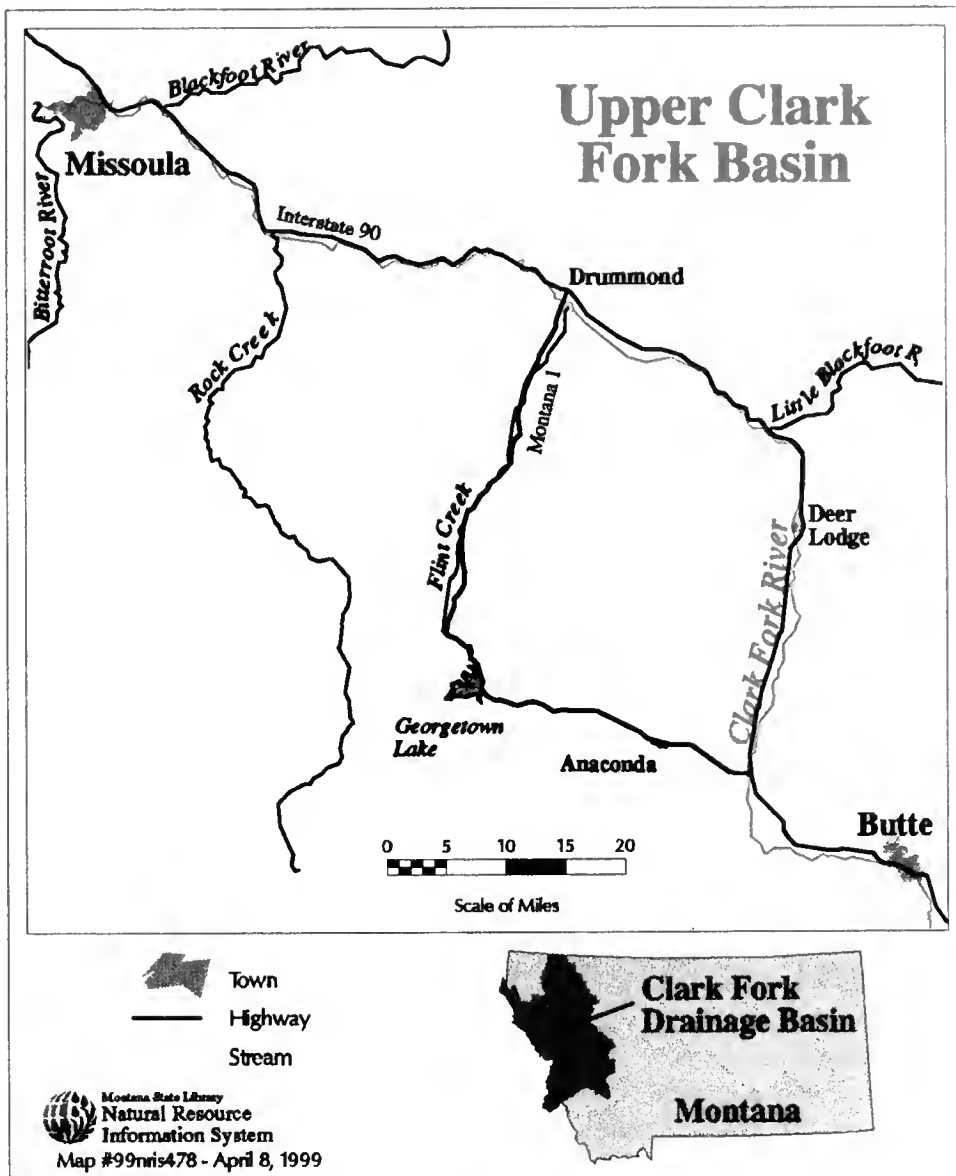 Upper Clark
Fork Basin
Blackfoot River
Missoula
Bitterroot River
Interstate 90
Drummond
Rock Creek
Little Blackfoot R
Montana 1
Flint Creek
Deer
Lodge
Clark Fork River
Georgetown
Lake
Anaconda
Butte
0 5 10 15 20
Scale of Miles
Town
Highway
Stream
Clark Fork
Drainage Basin
Montana
Montana State Library
Natural Resource
Information System
Map #99nris478 - April 8, 1999